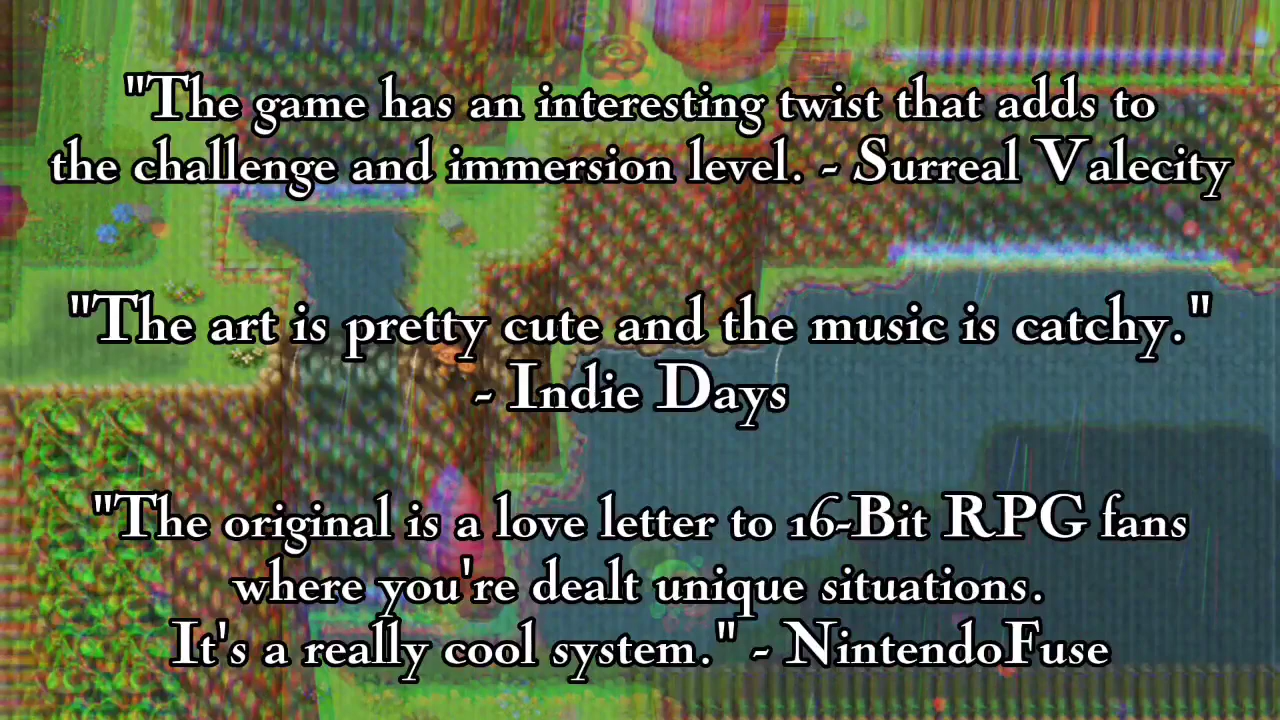 "The game has an interesting twist that adds to
the challenge and immersion level. - Surreal Valecity
"The art is pretty cute and the music is catchy."
- Indie Days
"The original is a love letter to 16-Bit RPG fans
where you're dealt unique situations.
It's a really cool system." - NintendoFuse